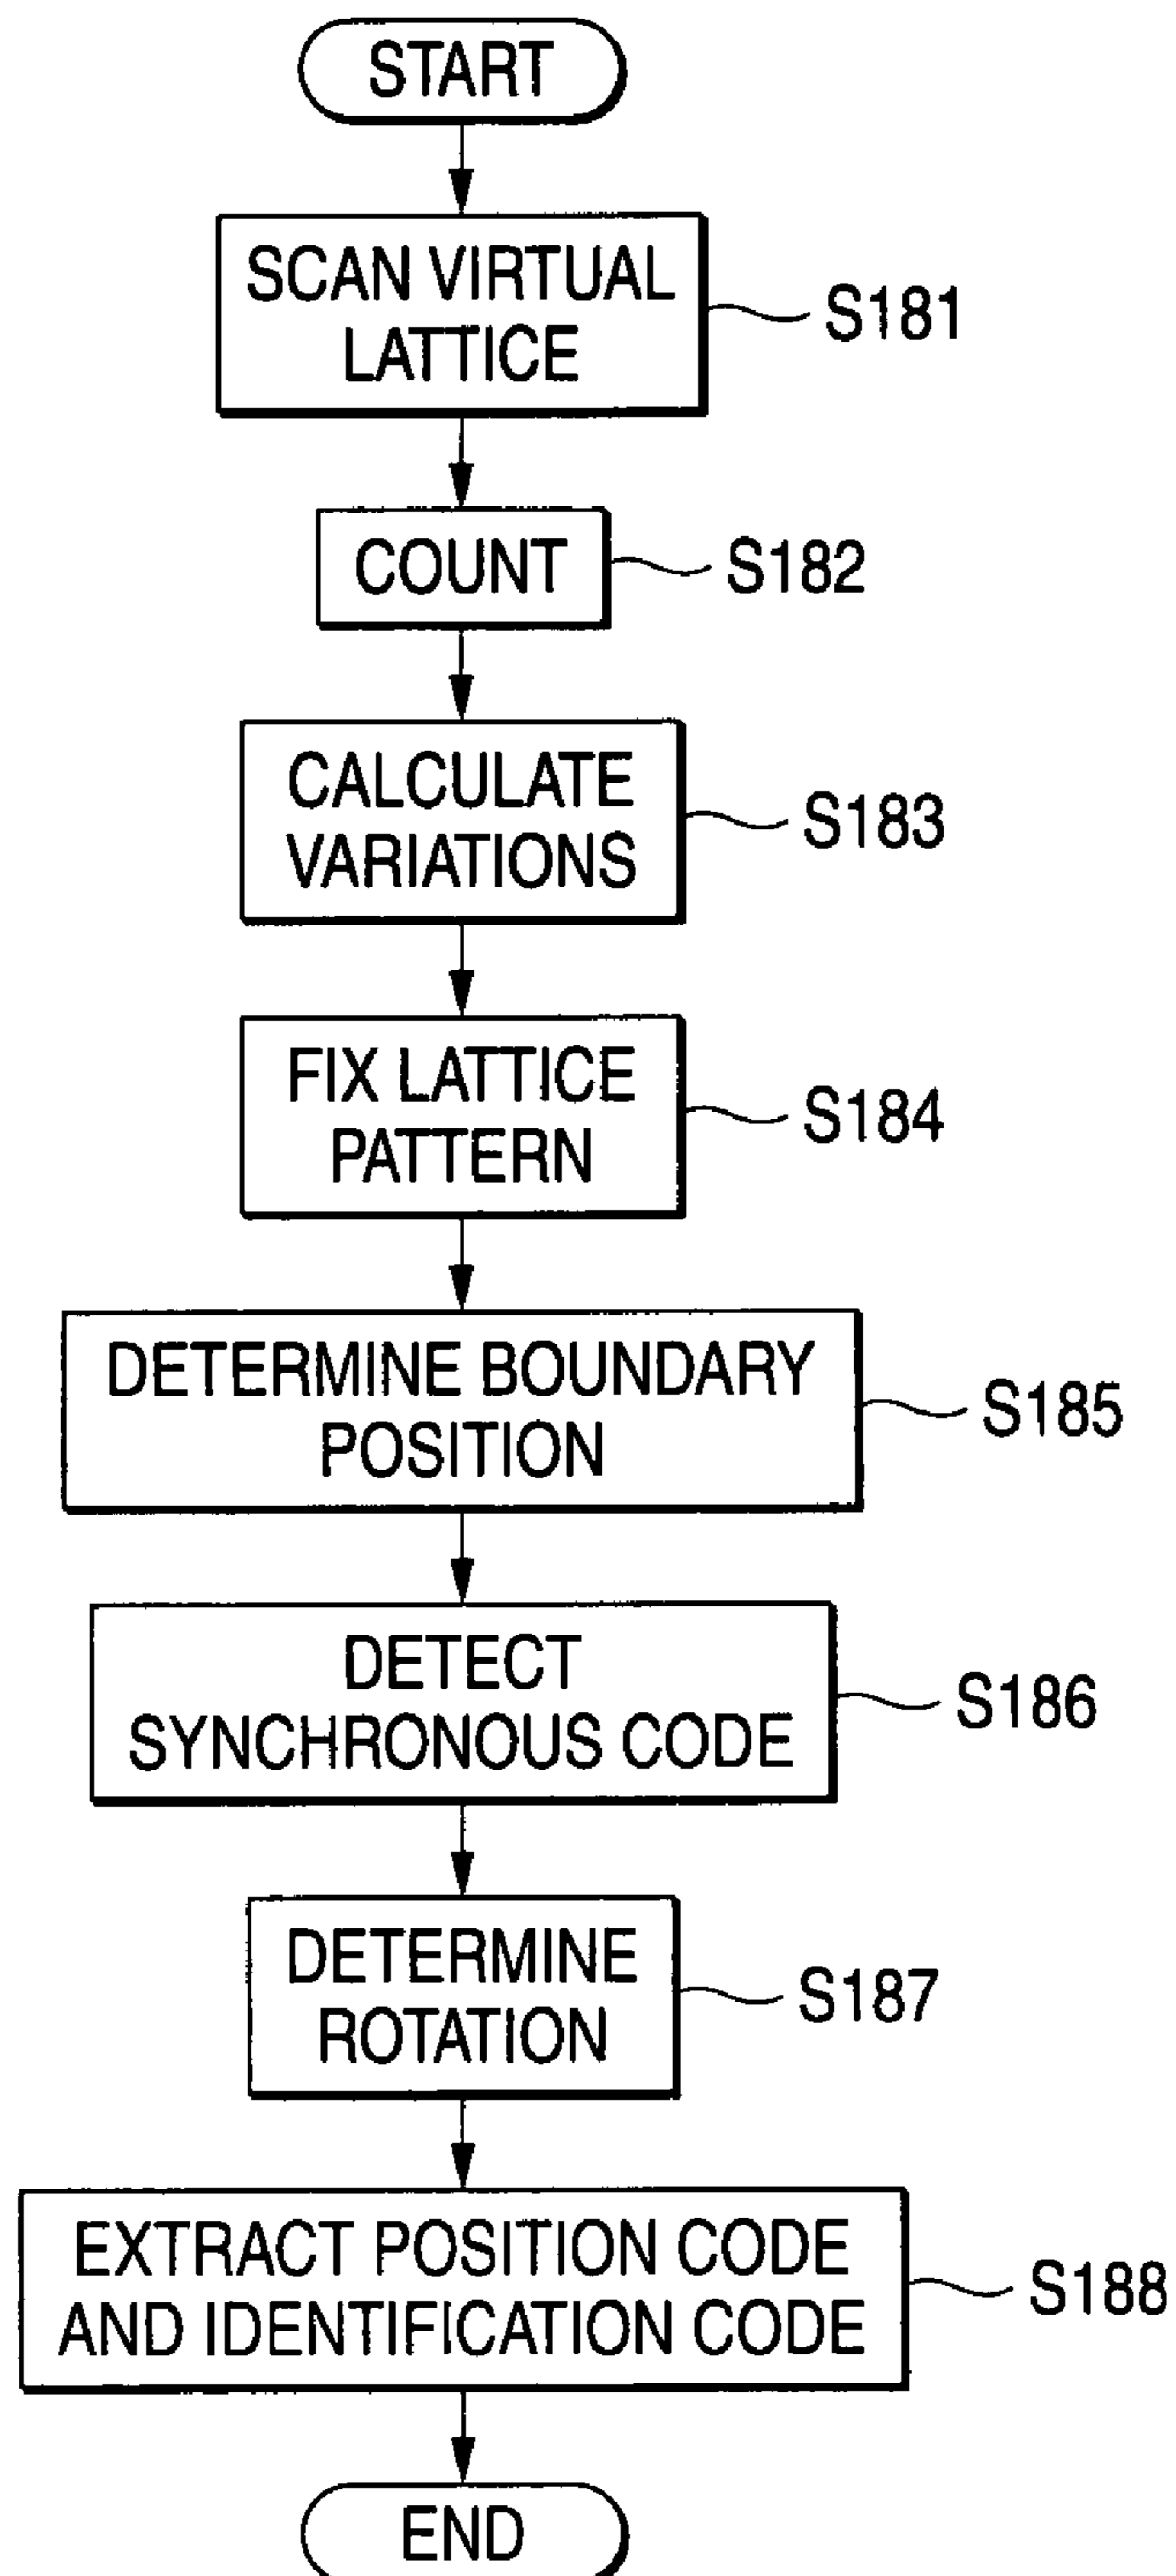 START
SCAN VIRTUAL
LATTICE
S181
COUNT
S182
CALCULATE
VARIATIONS
S183
FIX LATTICE
PATTERN
S184
DETERMINE BOUNDARY
POSITION
S185
DETECT
SYNCHRONOUS CODE
S186
DETERMINE
ROTATION
S187
EXTRACT POSITION CODE
AND IDENTIFICATION CODE
S188
END